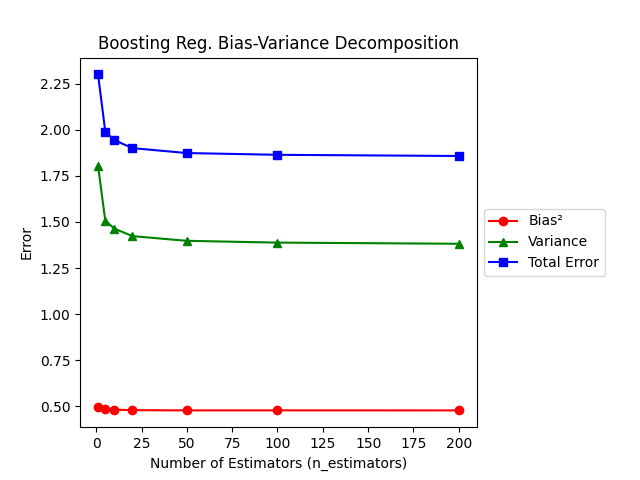 Boosting Reg. Bias-Variance Decomposition
Error
2.25
2.00
1.75
1.50
1.25
1.00
0.75
0.50
0
25
50
75
100
125
150
175
200
Number of Estimators (n_estimators)
Bias²
Variance
Total Error